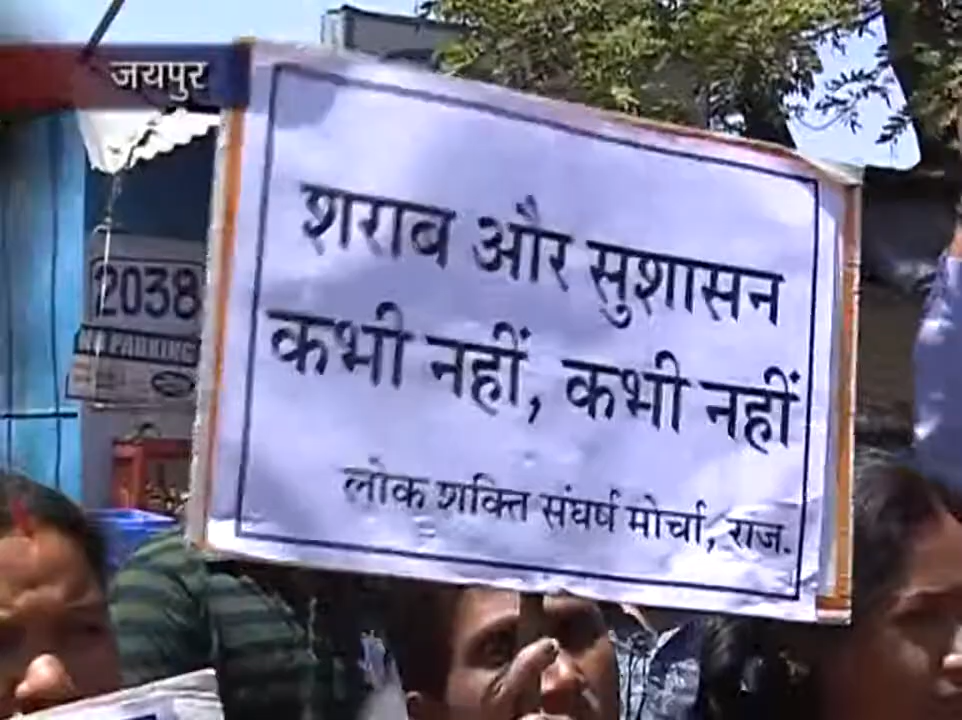 जयपुर
शराब और सुशासन
कभी नहीं, कभी नहीं
लोक शक्ति संघर्ष मोर्चा, राज.
2038
NO PARKING